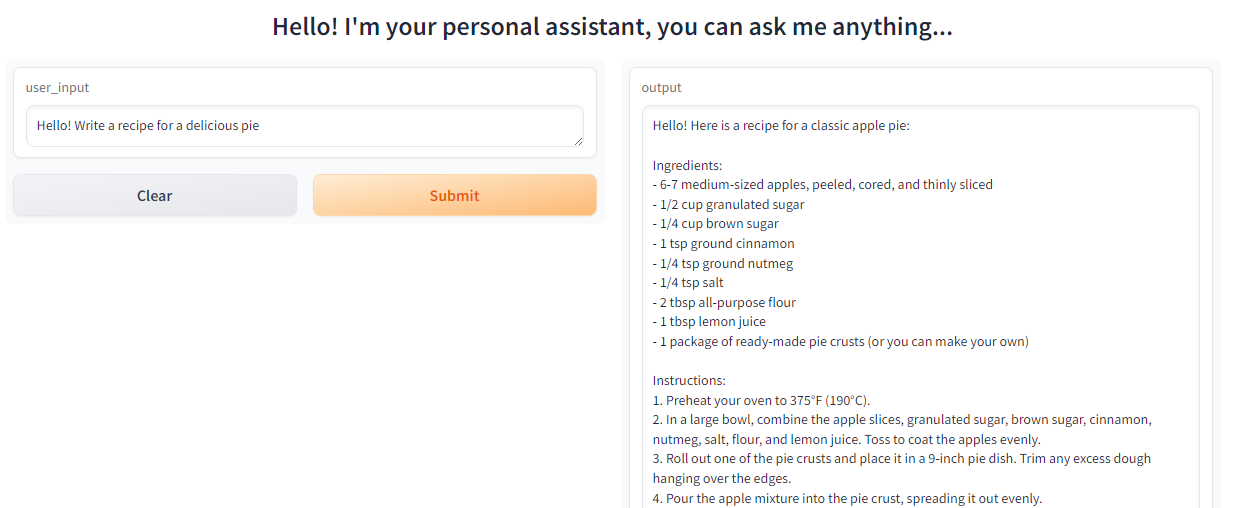 Hello! I'm your personal assistant, you can ask me anything...
user_input
Hello! Write a recipe for a delicious pie
Clear
Submit
output
Hello! Here is a recipe for a classic apple pie:
Ingredients:
- 6-7 medium-sized apples, peeled, cored, and thinly sliced
- 1/2 cup granulated sugar
- 1/4 cup brown sugar
- 1 tsp ground cinnamon
- 1/4 tsp ground nutmeg
- 1/4 tsp salt
- 2 tbsp all-purpose flour
- 1 tbsp lemon juice
- 1 package of ready-made pie crusts (or you can make your own)
Instructions:
1. Preheat your oven to 375°F (190°C).
2. In a large bowl, combine the apple slices, granulated sugar, brown sugar, cinnamon,
nutmeg, salt, flour, and lemon juice. Toss to coat the apples evenly.
3. Roll out one of the pie crusts and place it in a 9-inch pie dish. Trim any excess dough
hanging over the edges.
4. Pour the apple mixture into the pie crust, spreading it out evenly.